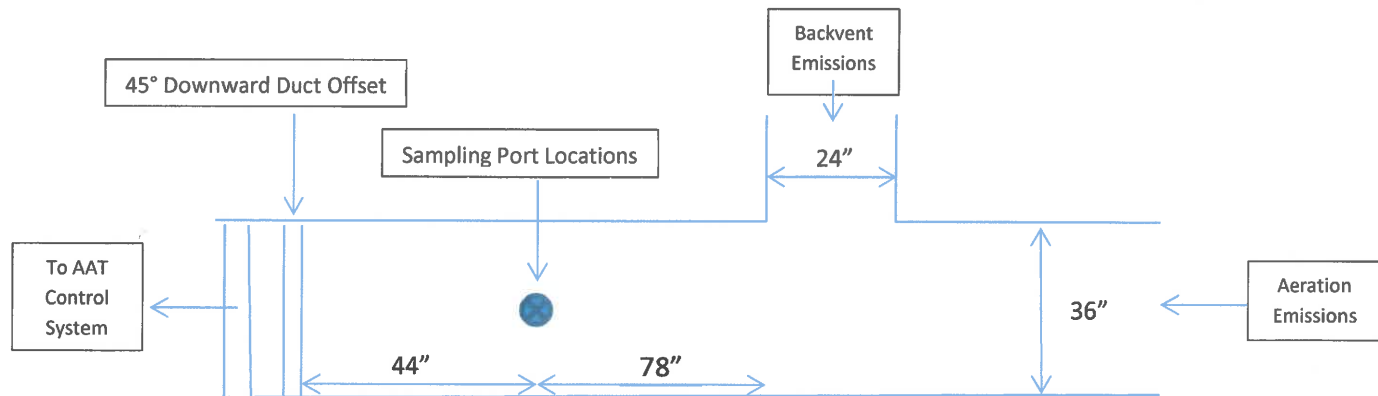 Backvent
Emissions
45° Downward Duct Offset
Sampling Port Locations
24”
To AAT
Control
System
36”
Aeration
Emissions
44”
78”